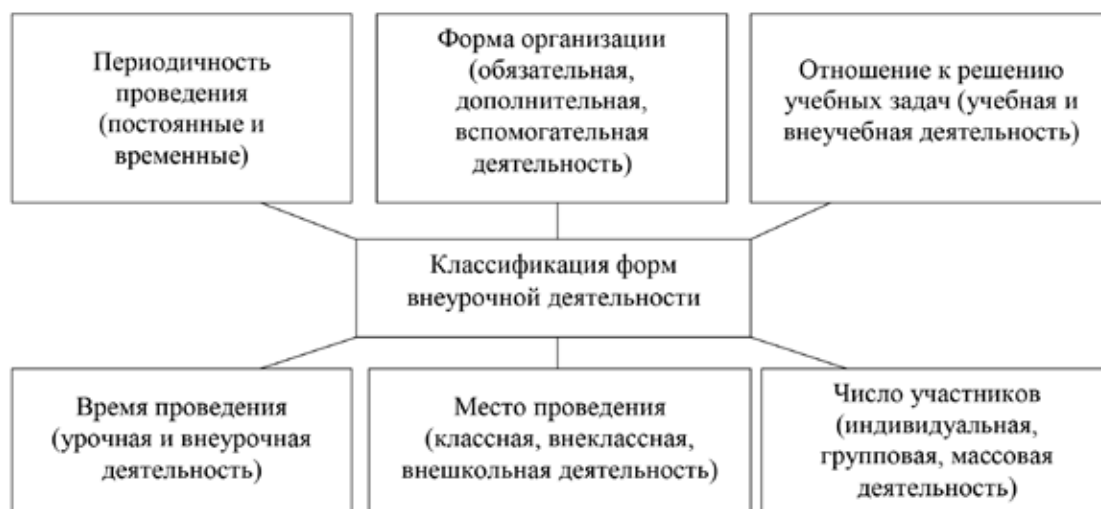 Периодичность
проведения
(постоянные и
временные)
Форма организации
(обязательная,
дополнительная,
вспомогательная
деятельность)
Отношение к решению
учебных задач (учебная и
внеучебная деятельность)
Классификация форм
внеурочной деятельности
Время проведения
(урочная и внеурочная
деятельность)
Место проведения
(классная, внеклассная,
внешкольная деятельность)
Число участников
(индивидуальная,
групповая, массовая
деятельность)